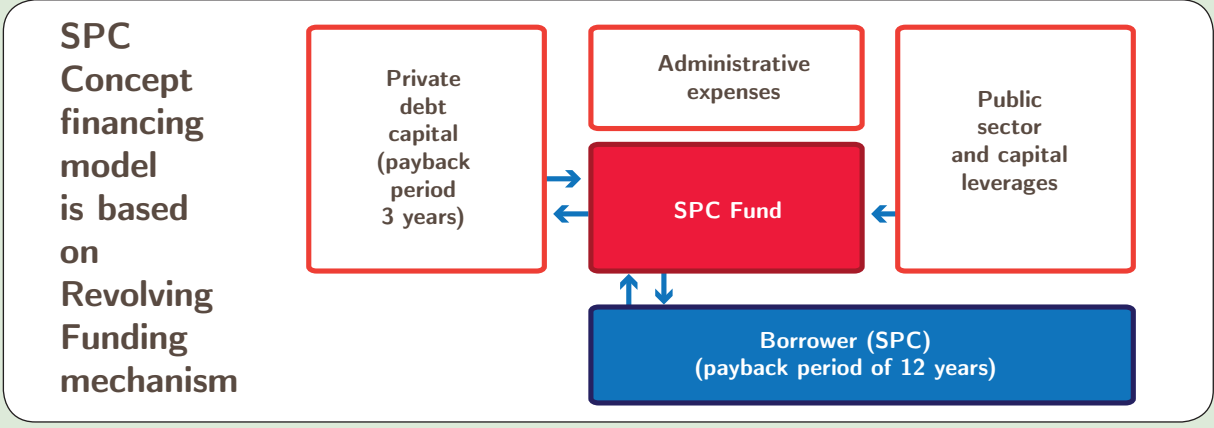 SPC
Concept
financing
model
is based
on
Revolving
Funding
mechanism
Private
debt
capital
(payback
period
3 years)
Administrative
expenses
SPC Fund
Public
sector
and capital
leverages
Borrower (SPC)
(payback period of 12 years)